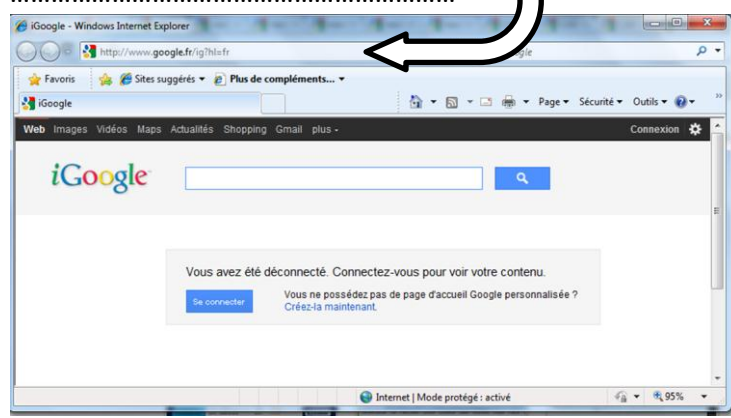 ................................................................
iGoogle - Windows Internet Explorer
http://www.google.fr/ig?hl=fr
Favoris Sites suggérés Plus de compléments...
iGoogle Page Sécurité Outils
Web Images Vidéos Maps Actualités Shopping Gmail plus Connexion
iGoogle
Vous avez été déconnecté. Connectez-vous pour voir votre contenu.
Se connecter
Vous ne possédez pas de page d'accueil Google personnalisée ?
Créez-la maintenant.
Internet | Mode protégé : activé 95%